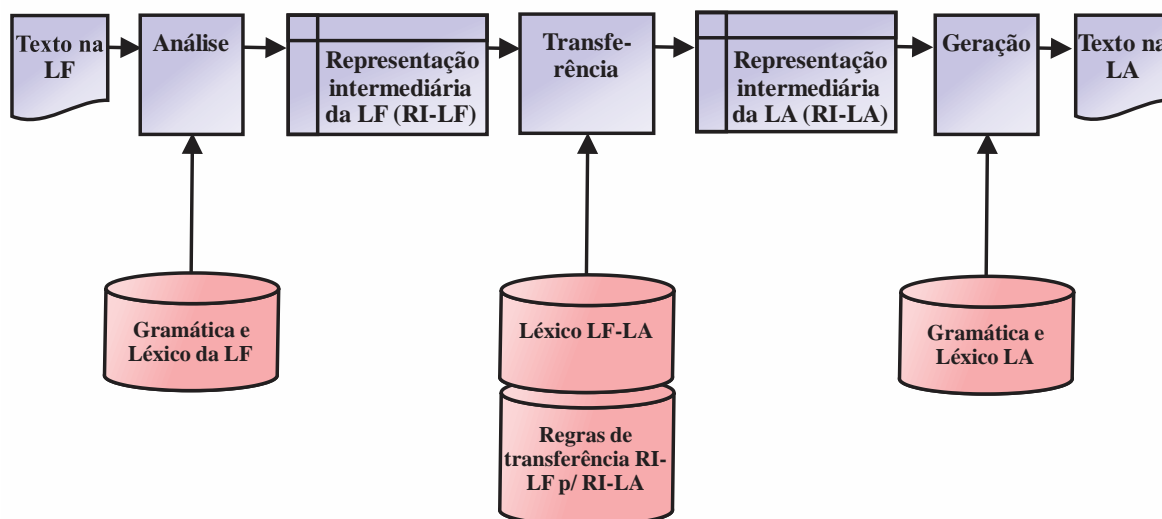 Texto na
LF
Análise
Representação
intermediária
da LF (RI-LF)
Transfe-
rência
Representação
intermediária
da LA (RI-LA)
Geração
Texto na
LA
Gramática e
Léxico da LF
Léxico LF-LA
Regras de
transferência RI-
LF p/ RI-LA
Gramática e
Léxico LA